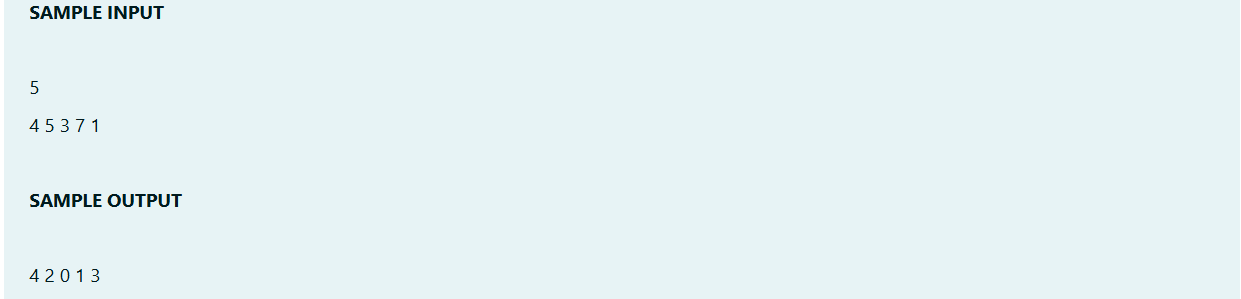 SAMPLE INPUT
5
4 5 3 7 1
SAMPLE OUTPUT
4 2 0 1 3